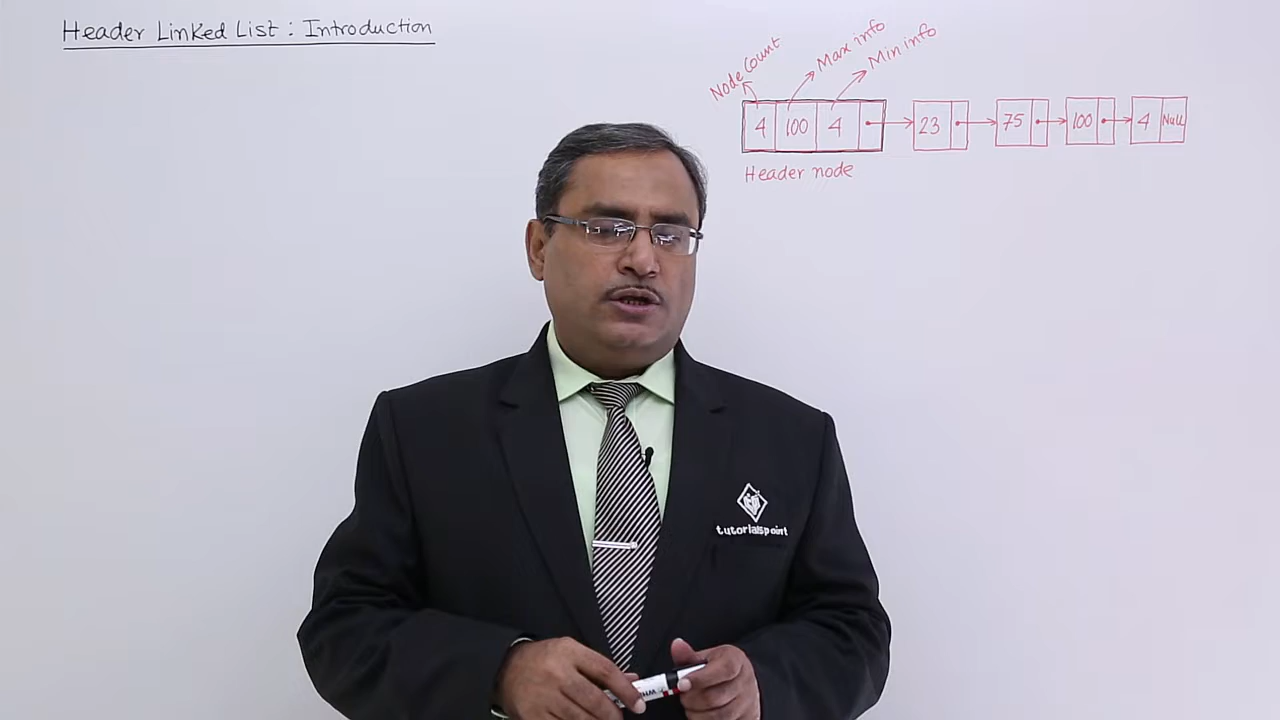 Header Linked List : Introduction
Node Count
Max info
Min info
4 100 4 23 75 100 4 Null
Header node
tutorialspoint